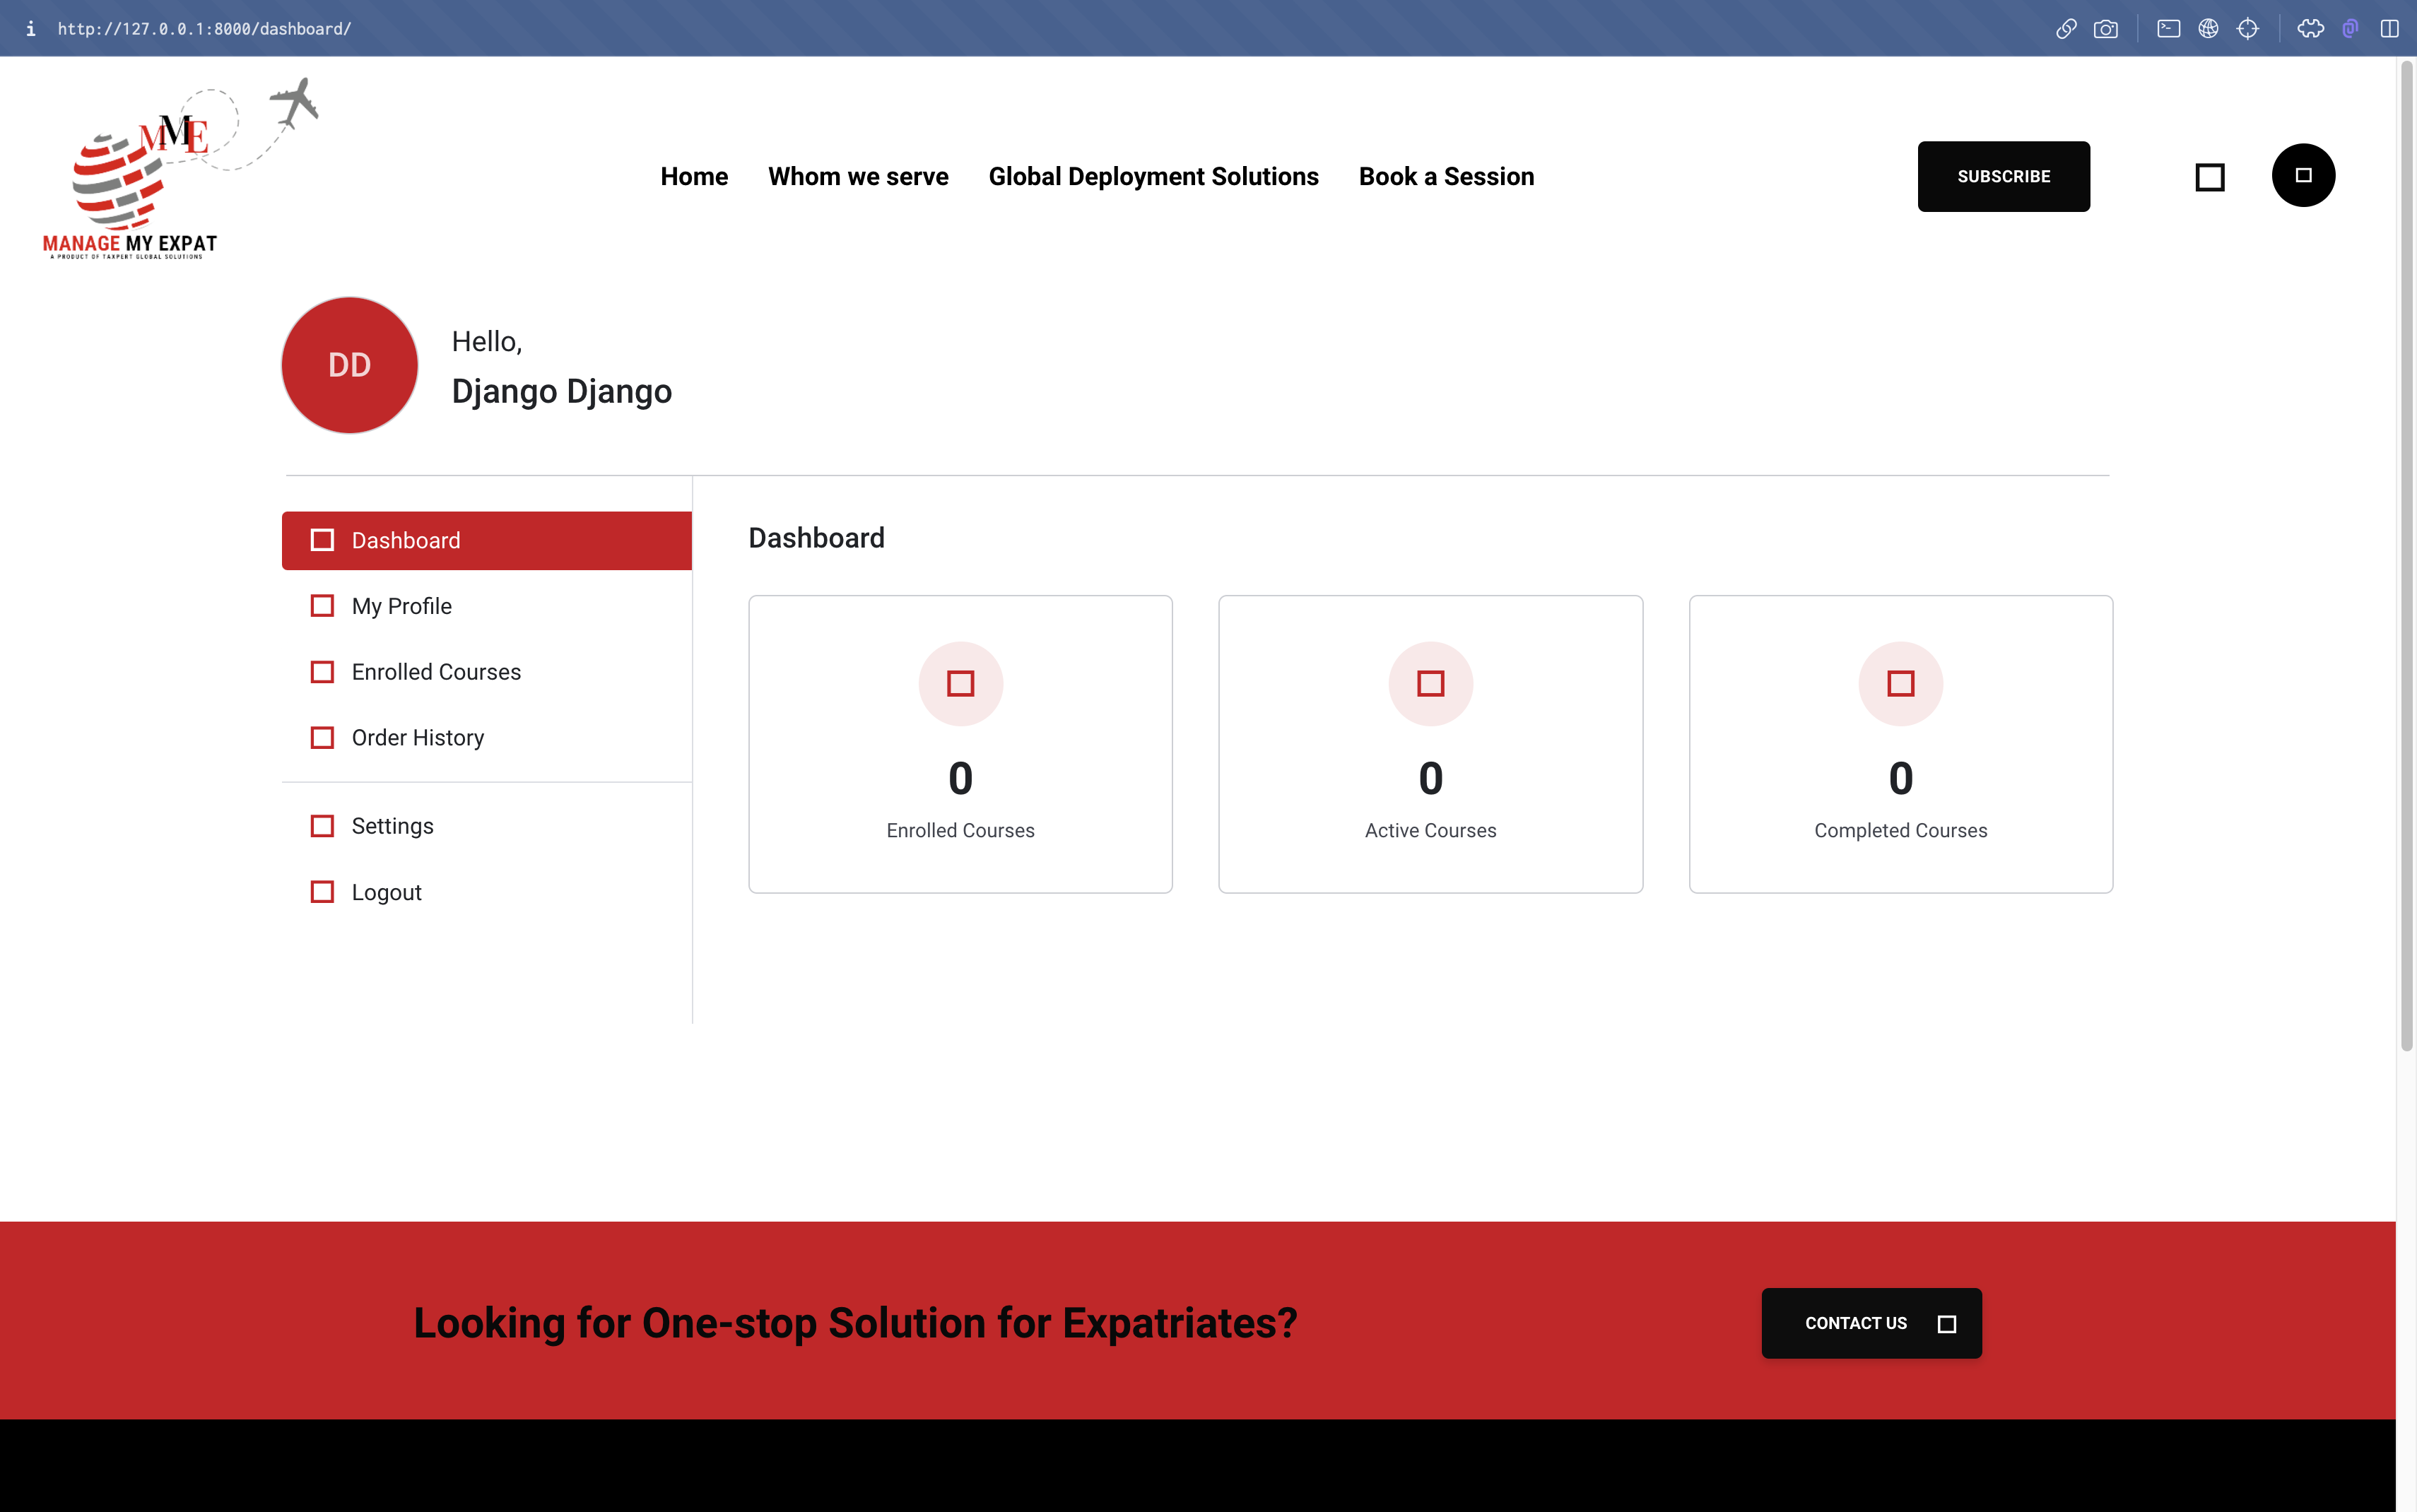 http://127.0.0.1:8000/dashboard/
MME
MANAGE MY EXPAT
A PRODUCT OF TAXPERT GLOBAL SOLUTIONS
Home Whom we serve Global Deployment Solutions Book a Session
SUBSCRIBE
DD
Hello,
Django Django
Dashboard
My Profile
Enrolled Courses
Order History
Settings
Logout
Dashboard
0
Enrolled Courses
0
Active Courses
0
Completed Courses
Looking for One-stop Solution for Expatriates?
CONTACT US